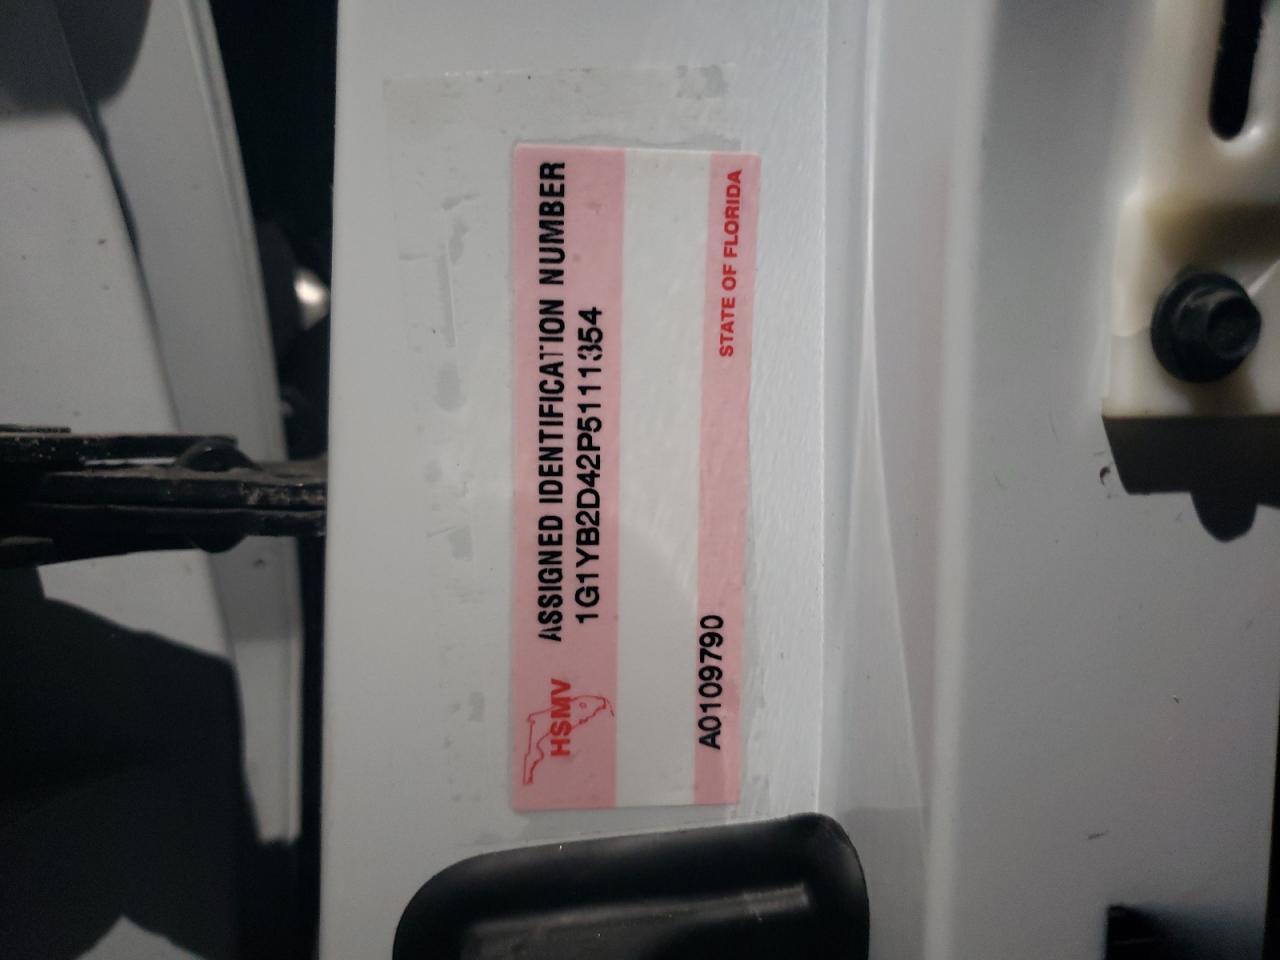 ASSIGNED IDENTIFICATION NUMBER
1G1YB2D42P5111354
HSMV
A0109790
STATE OF FLORIDA